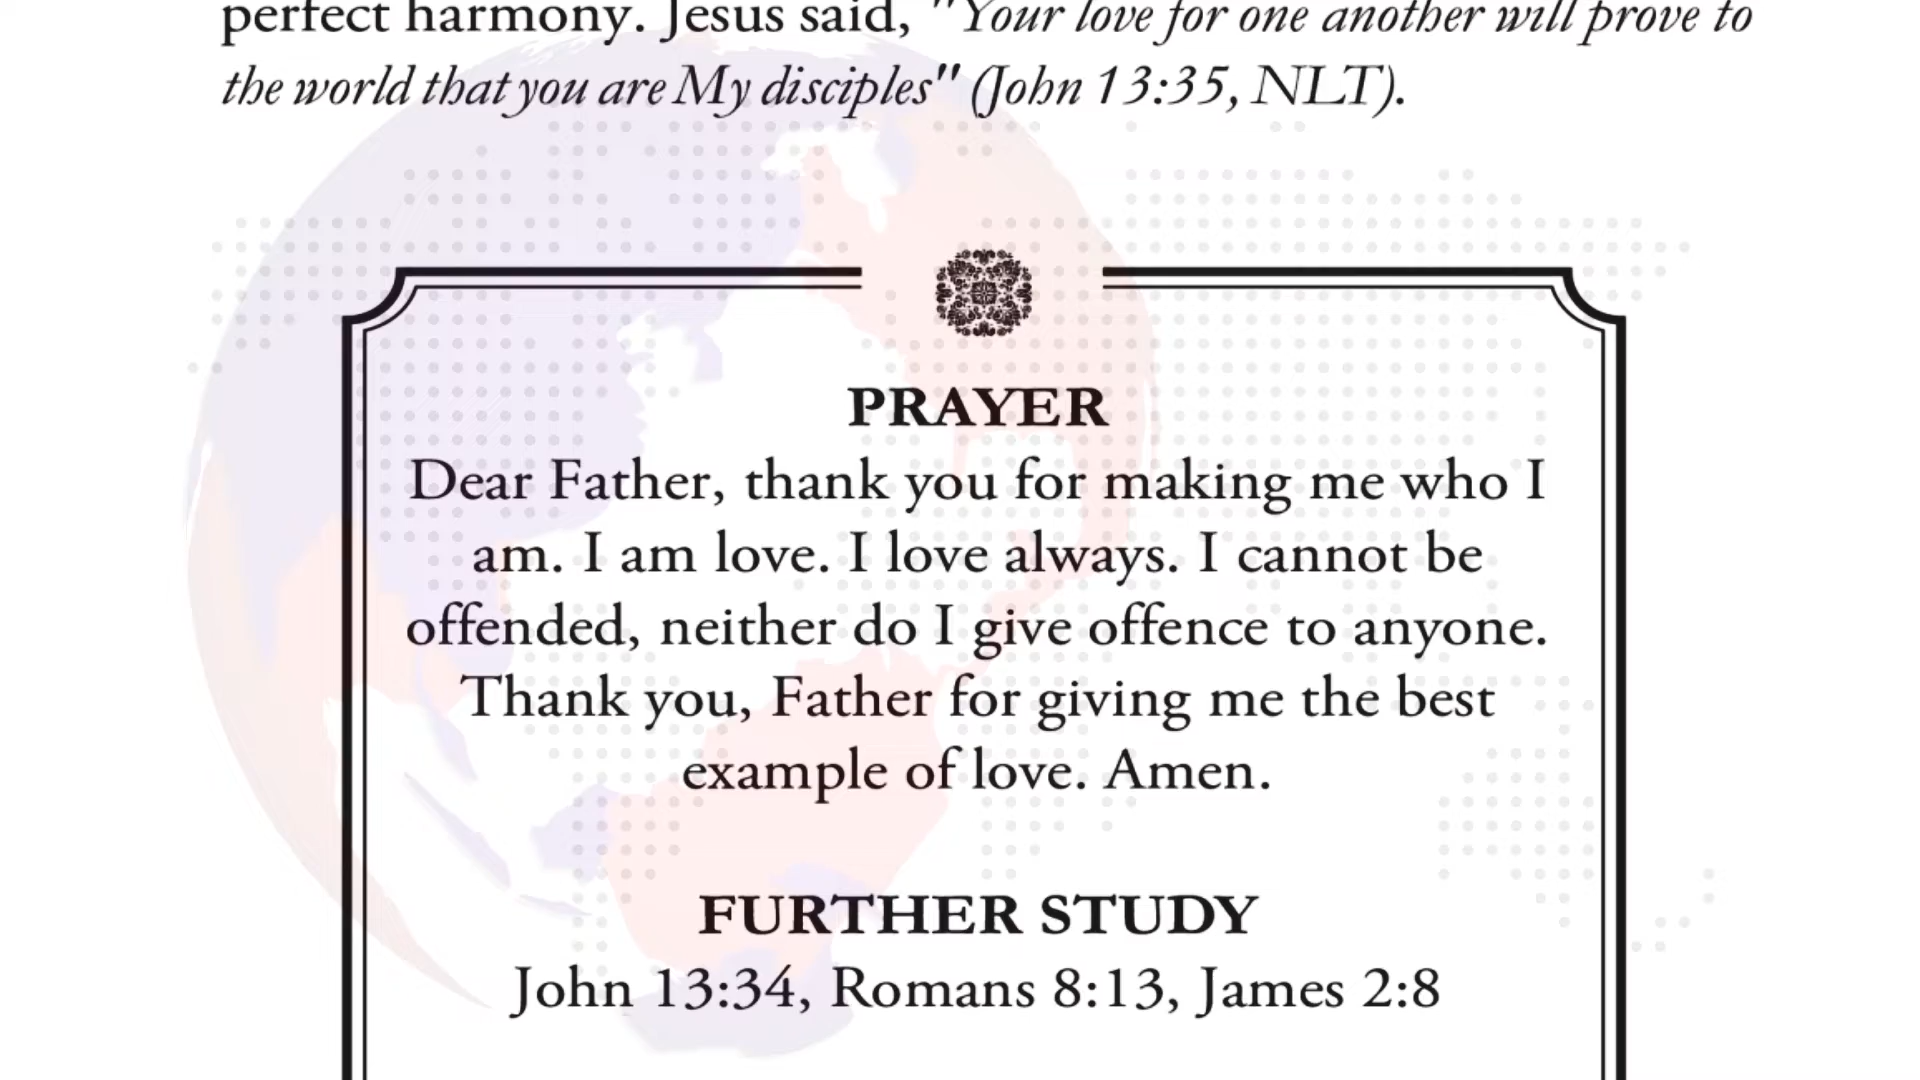 perfect harmony. Jesus said, "Your love for one another will prove to
the world that you are My disciples" (John 13:35, NLT).
PRAYER
Dear Father, thank you for making me who I
am. I am love. I love always. I cannot be
offended, neither do I give offence to anyone.
Thank you, Father for giving me the best
example of love. Amen.
FURTHER STUDY
John 13:34, Romans 8:13, James 2:8